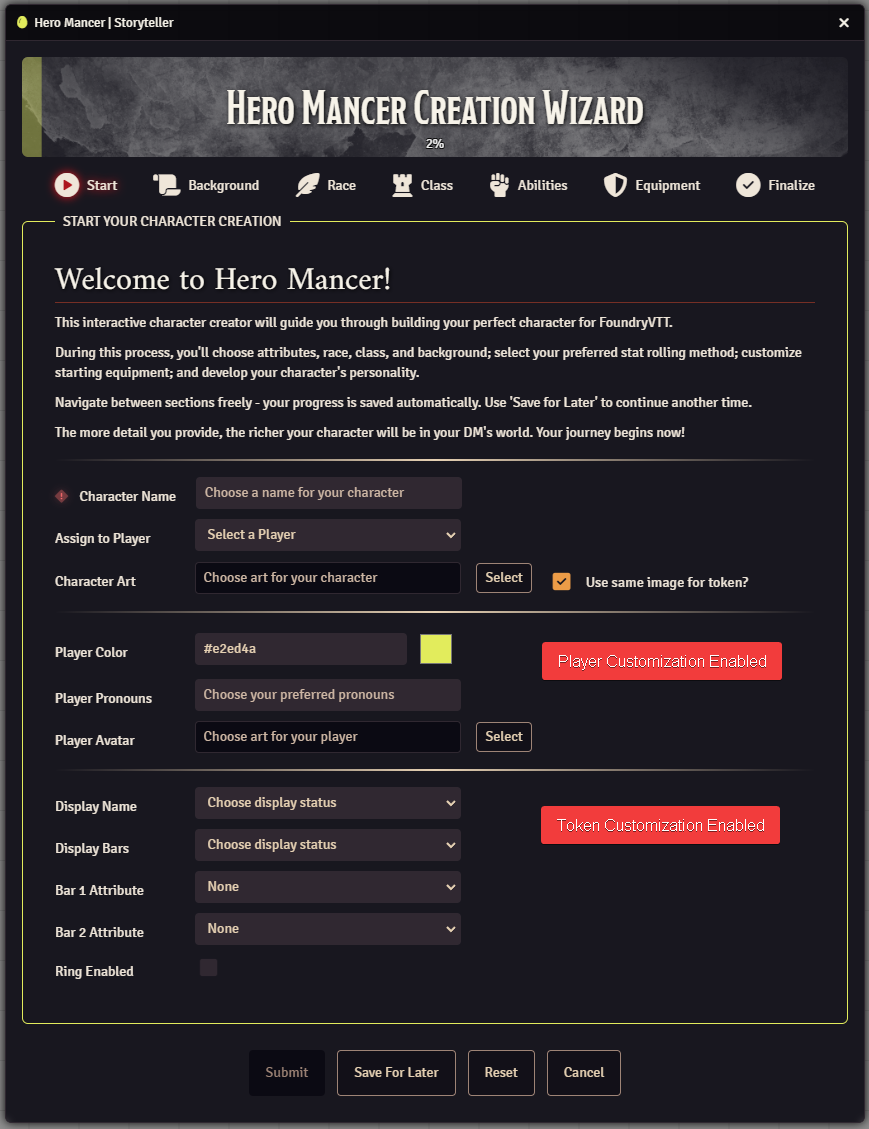 Hero Mancer | Storyteller
Hero Mancer Creation Wizard
2%
Start Background Race Class Abilities Equipment Finalize
START YOUR CHARACTER CREATION
Welcome to Hero Mancer!
This interactive character creator will guide you through building your perfect character for FoundryVTT.
During this process, you'll choose attributes, race, class, and background; select your preferred stat rolling method; customize
starting equipment; and develop your character's personality.
Navigate between sections freely - your progress is saved automatically. Use 'Save for Later' to continue another time.
The more detail you provide, the richer your character will be in your DM's world. Your journey begins now!
Character Name Choose a name for your character
Assign to Player Select a Player
Character Art Choose art for your character Select Use same image for token?
Player Color #e2ed4a Player Customization Enabled
Player Pronouns Choose your preferred pronouns
Player Avatar Choose art for your player Select
Display Name Choose display status Token Customization Enabled
Display Bars Choose display status
Bar 1 Attribute None
Bar 2 Attribute None
Ring Enabled
Submit Save For Later Reset Cancel